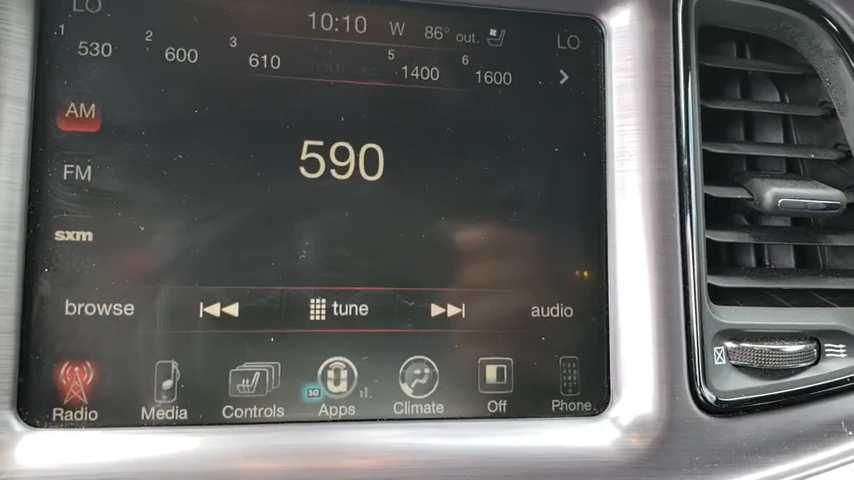 LO 10:10 W 86° out. LO
1 530 2 600 3 610 5 1400 6 1600
AM
590
FM
sxm
browse tune audio
3G
Radio Media Controls Apps Climate Off Phone